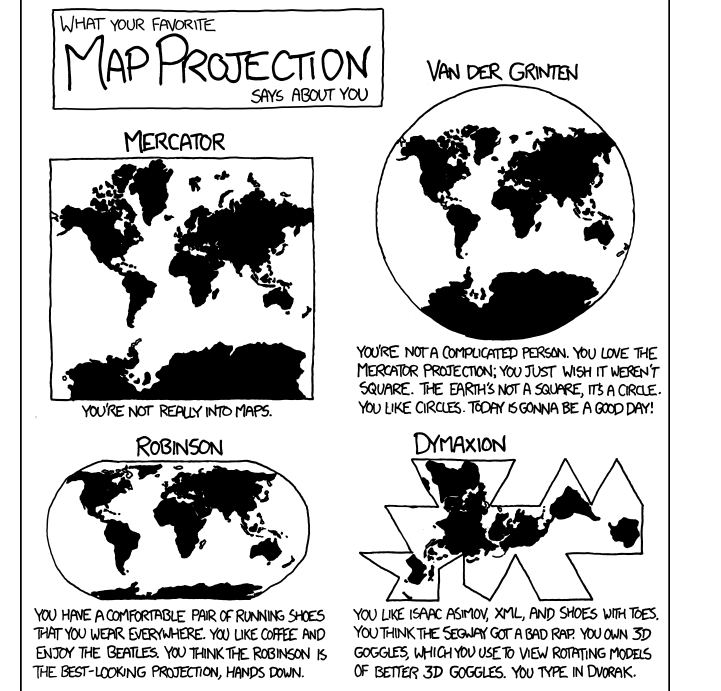 WHAT YOUR FAVORITE
MAP PROJECTION
SAYS ABOUT YOU
MERCATOR
YOU'RE NOT REALLY INTO MAPS.
VAN DER GRINTEN
YOU'RE NOT A COMPLICATED PERSON. YOU LOVE THE
MERCATOR PROJECTION; YOU JUST WISH IT WEREN'T
SQUARE. THE EARTH'S NOT A SQUARE, IT'S A CIRCLE.
YOU LIKE CIRCLES. TODAY IS GONNA BE A GOOD DAY!
ROBINSON
YOU HAVE A COMFORTABLE PAIR OF RUNNING SHOES
THAT YOU WEAR EVERYWHERE. YOU LIKE COFFEE AND
ENJOY THE BEATLES. YOU THINK THE ROBINSON IS
THE BEST-LOOKING PROJECTION, HANDS DOWN.
DYMAXION
YOU LIKE ISAAC ASIMOV, XML, AND SHOES WITH TOES.
YOU THINK THE SEGWAY GOT A BAD RAP. YOU OWN 3D
GOGGLES, WHICH YOU USE TO VIEW ROTATING MODELS
OF BETTER 3D GOGGLES. YOU TYPE IN DVORAK.